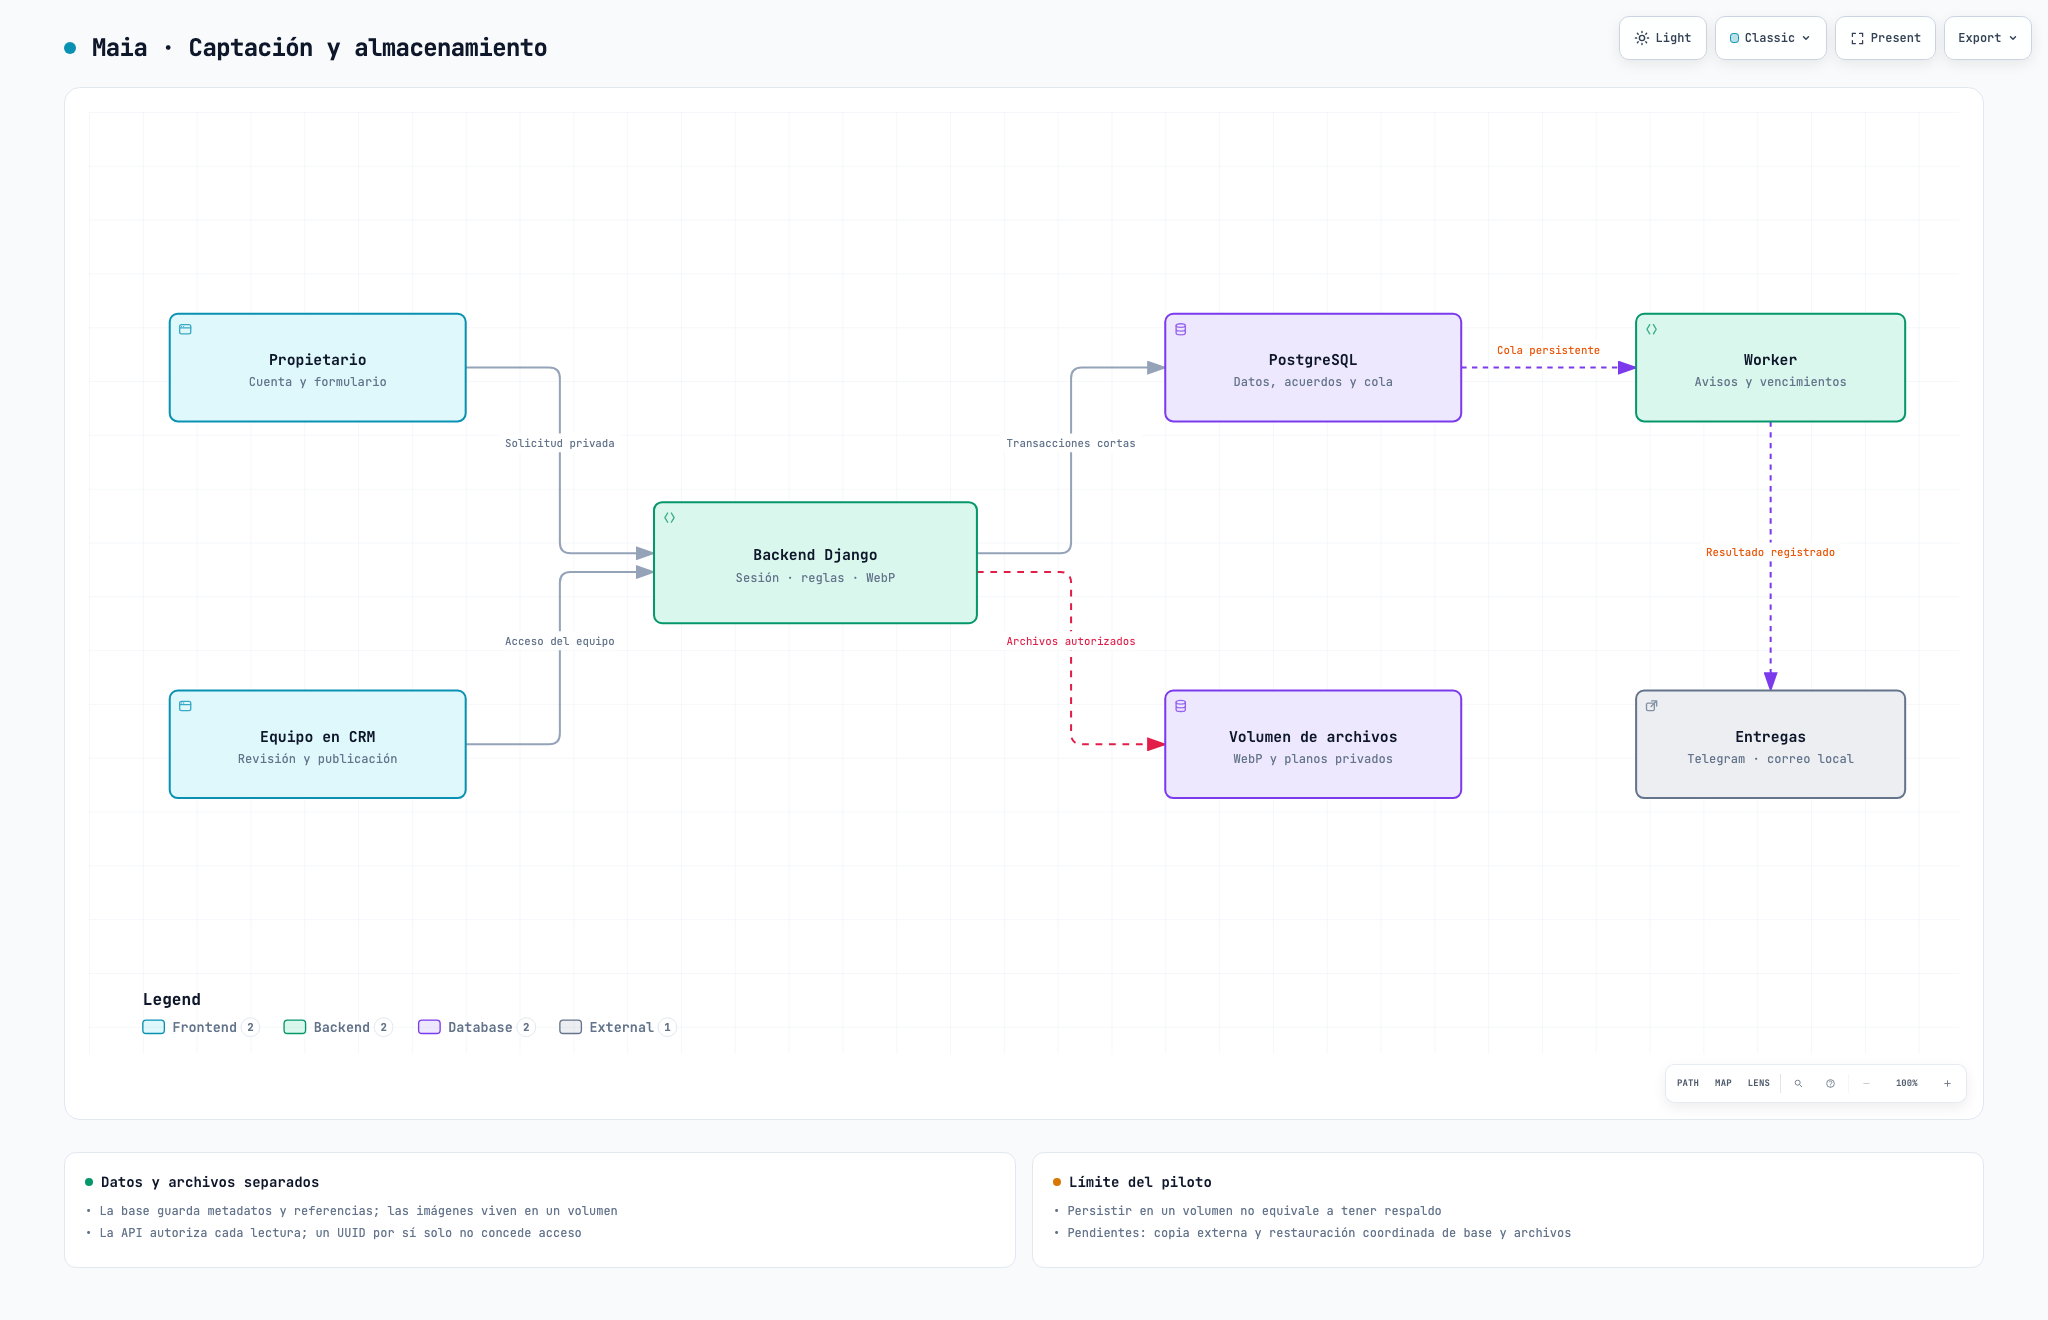 Maia · Captación y almacenamiento
Light
Classic
Present
Export
Propietario
Cuenta y formulario
Solicitud privada
Equipo en CRM
Revisión y publicación
Acceso del equipo
Backend Django
Sesión · reglas · WebP
Transacciones cortas
Archivos autorizados
PostgreSQL
Datos, acuerdos y cola
Cola persistente
Worker
Avisos y vencimientos
Resultado registrado
Volumen de archivos
WebP y planos privados
Entregas
Telegram · correo local
Legend
Frontend 2 Backend 2 Database 2 External 1
PATH MAP LENS ? − 100% +
Datos y archivos separados
• La base guarda metadatos y referencias; las imágenes viven en un volumen
• La API autoriza cada lectura; un UUID por sí solo no concede acceso
Límite del piloto
• Persistir en un volumen no equivale a tener respaldo
• Pendientes: copia externa y restauración coordinada de base y archivos